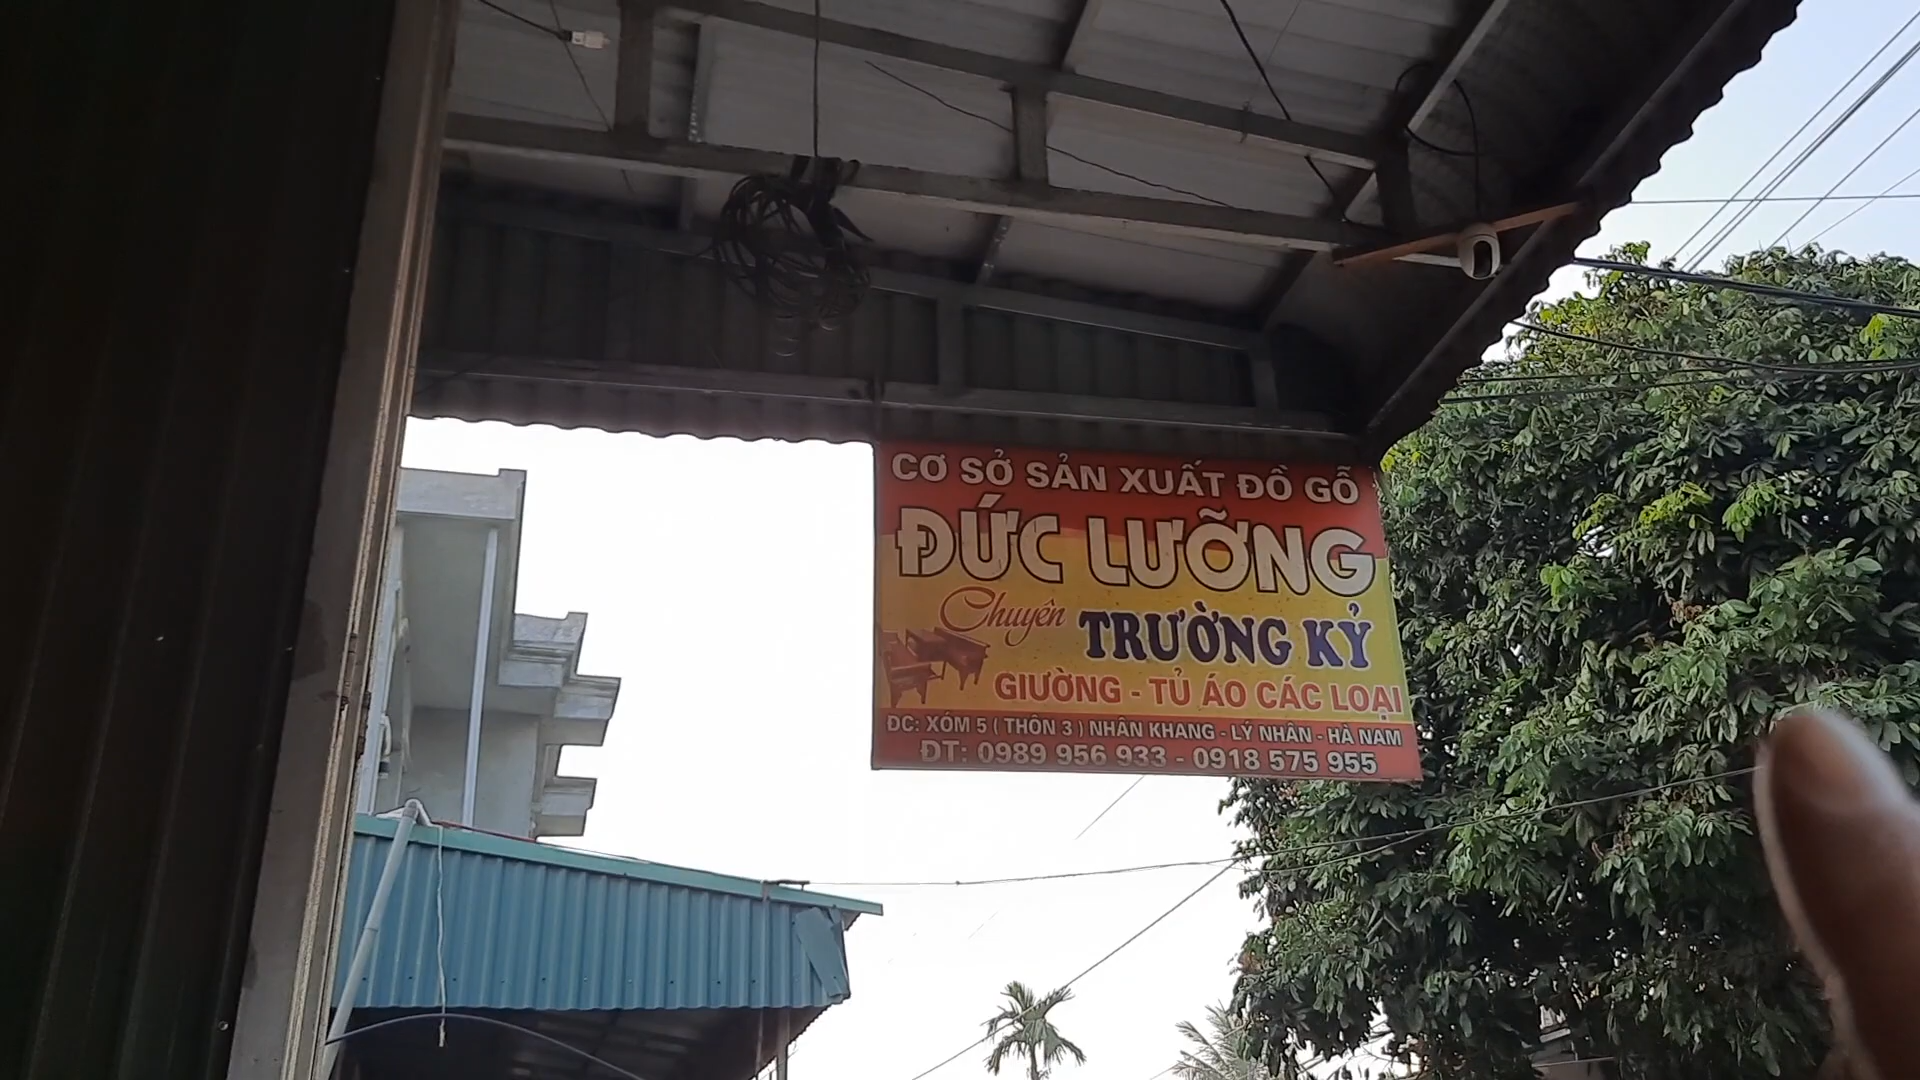 CƠ SỞ SẢN XUẤT ĐỒ GỖ
ĐỨC LƯỠNG
Chuyên TRƯỜNG KỶ
GIƯỜNG - TỦ ÁO CÁC LOẠI
ĐC: XÓM 5 ( THÔN 3 ) NHÂN KHANG - LÝ NHÂN - HÀ NAM
ĐT: 0989 956 933 - 0918 575 955